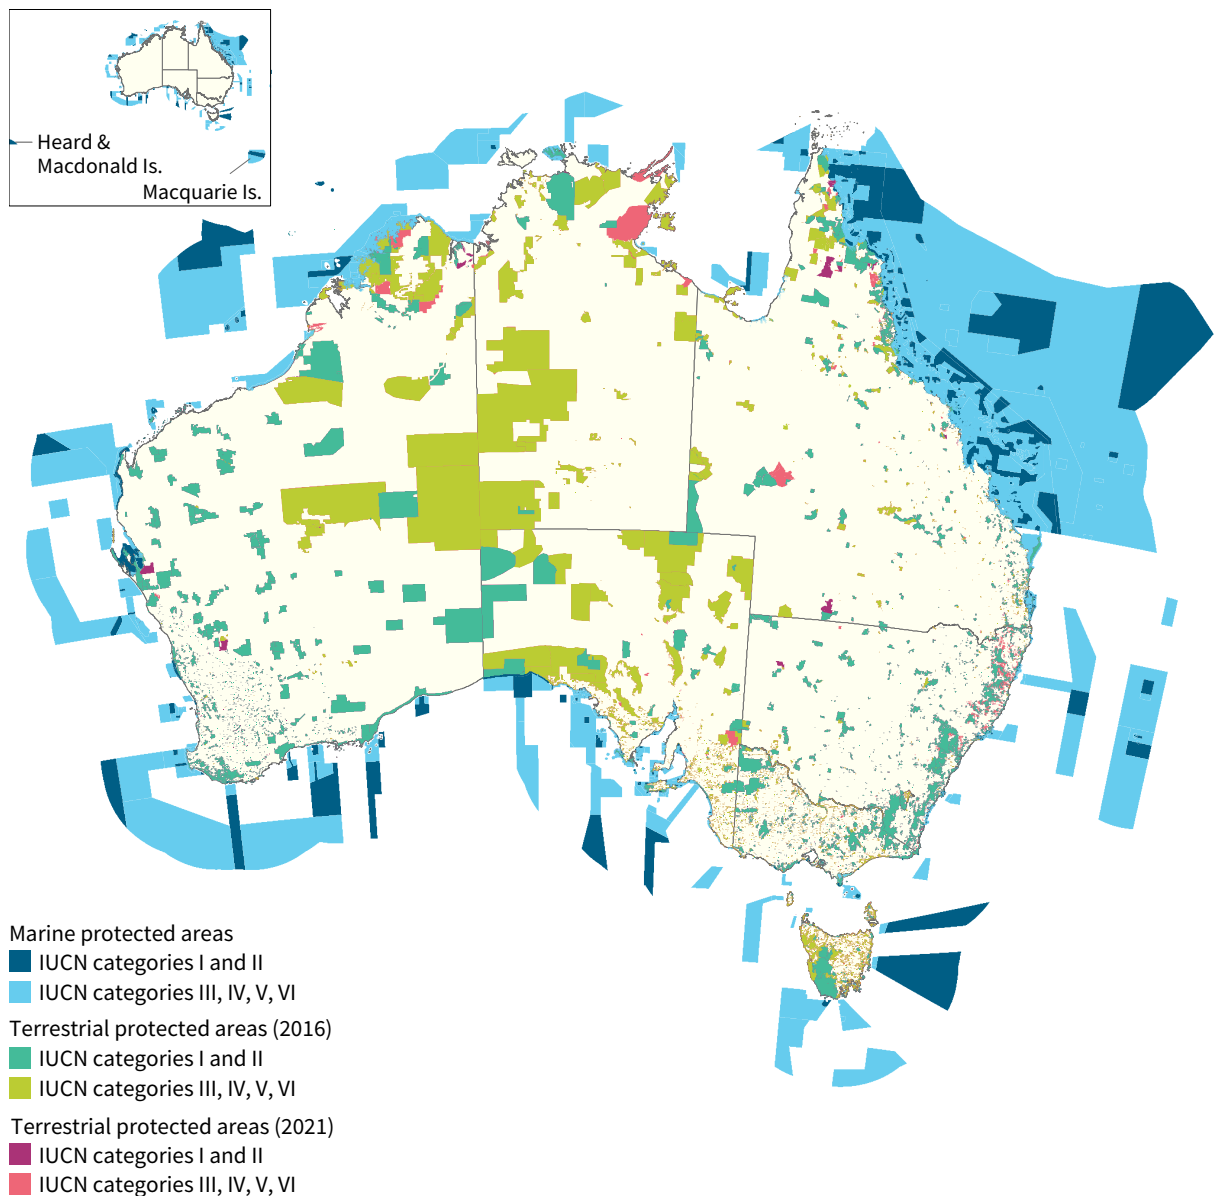 Heard &
Macdonald Is.
Macquarie Is.
Marine protected areas
IUCN categories I and II
IUCN categories III, IV, V, VI
Terrestrial protected areas (2016)
IUCN categories I and II
IUCN categories III, IV, V, VI
Terrestrial protected areas (2021)
IUCN categories I and II
IUCN categories III, IV, V, VI